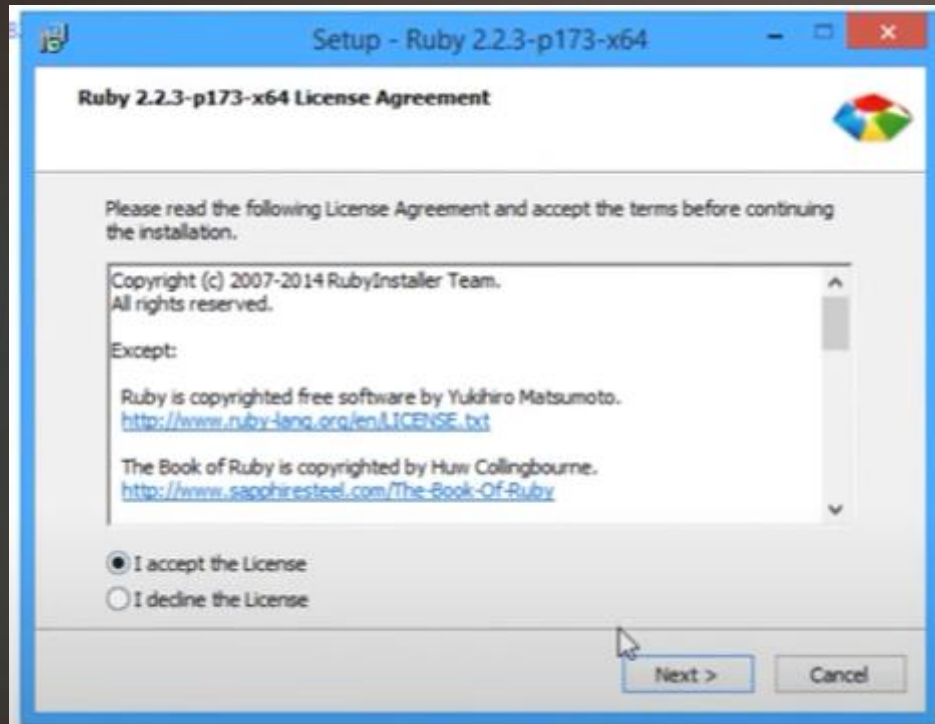 Setup - Ruby 2.2.3-p173-x64
Ruby 2.2.3-p173-x64 License Agreement
Please read the following License Agreement and accept the terms before continuing
the installation.
Copyright (c) 2007-2014 RubyInstaller Team.
All rights reserved.
Except:
Ruby is copyrighted free software by Yukihiro Matsumoto.
http://www.ruby-lang.org/en/LICENSE.txt
The Book of Ruby is copyrighted by Huw Collingbourne.
http://www.sapphiresteel.com/The-Book-Of-Ruby
I accept the License
I decline the License
Next >
Cancel